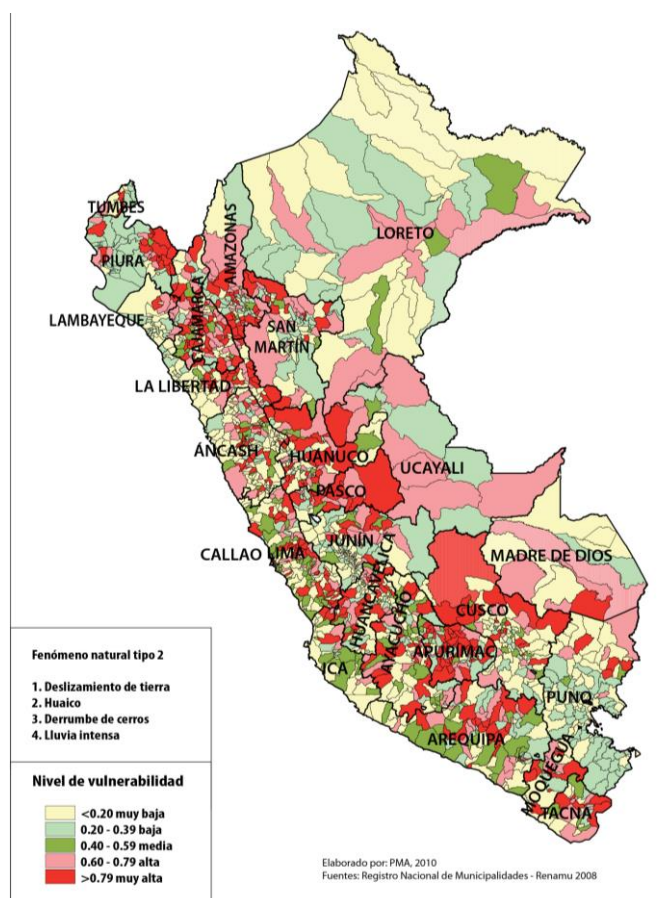 TUMBES
PIURA
LAMBAYEQUE
CAJAMARCA
AMAZONAS
LORETO
SAN
MARTÍN
LA LIBERTAD
ÁNCASH
HUANUCO
UCAYALI
PASCO
JUNÍN
CALLAO
LIMA
MADRE DE DIOS
HUANCAVELICA
AYACUCHO
CUSCO
APURÍMAC
ICA
PUNO
AREQUIPA
MOQUEGUA
TACNA
Fenómeno natural tipo 2
1. Deslizamiento de tierra
2. Huaico
3. Derrumbe de cerros
4. Lluvia intensa
Nivel de vulnerabilidad
<0.20 muy baja
0.20 - 0.39 baja
0.40 - 0.59 media
0.60 - 0.79 alta
>0.79 muy alta
Elaborado por: PMA, 2010
Fuentes: Registro Nacional de Municipalidades - Renamu 2008